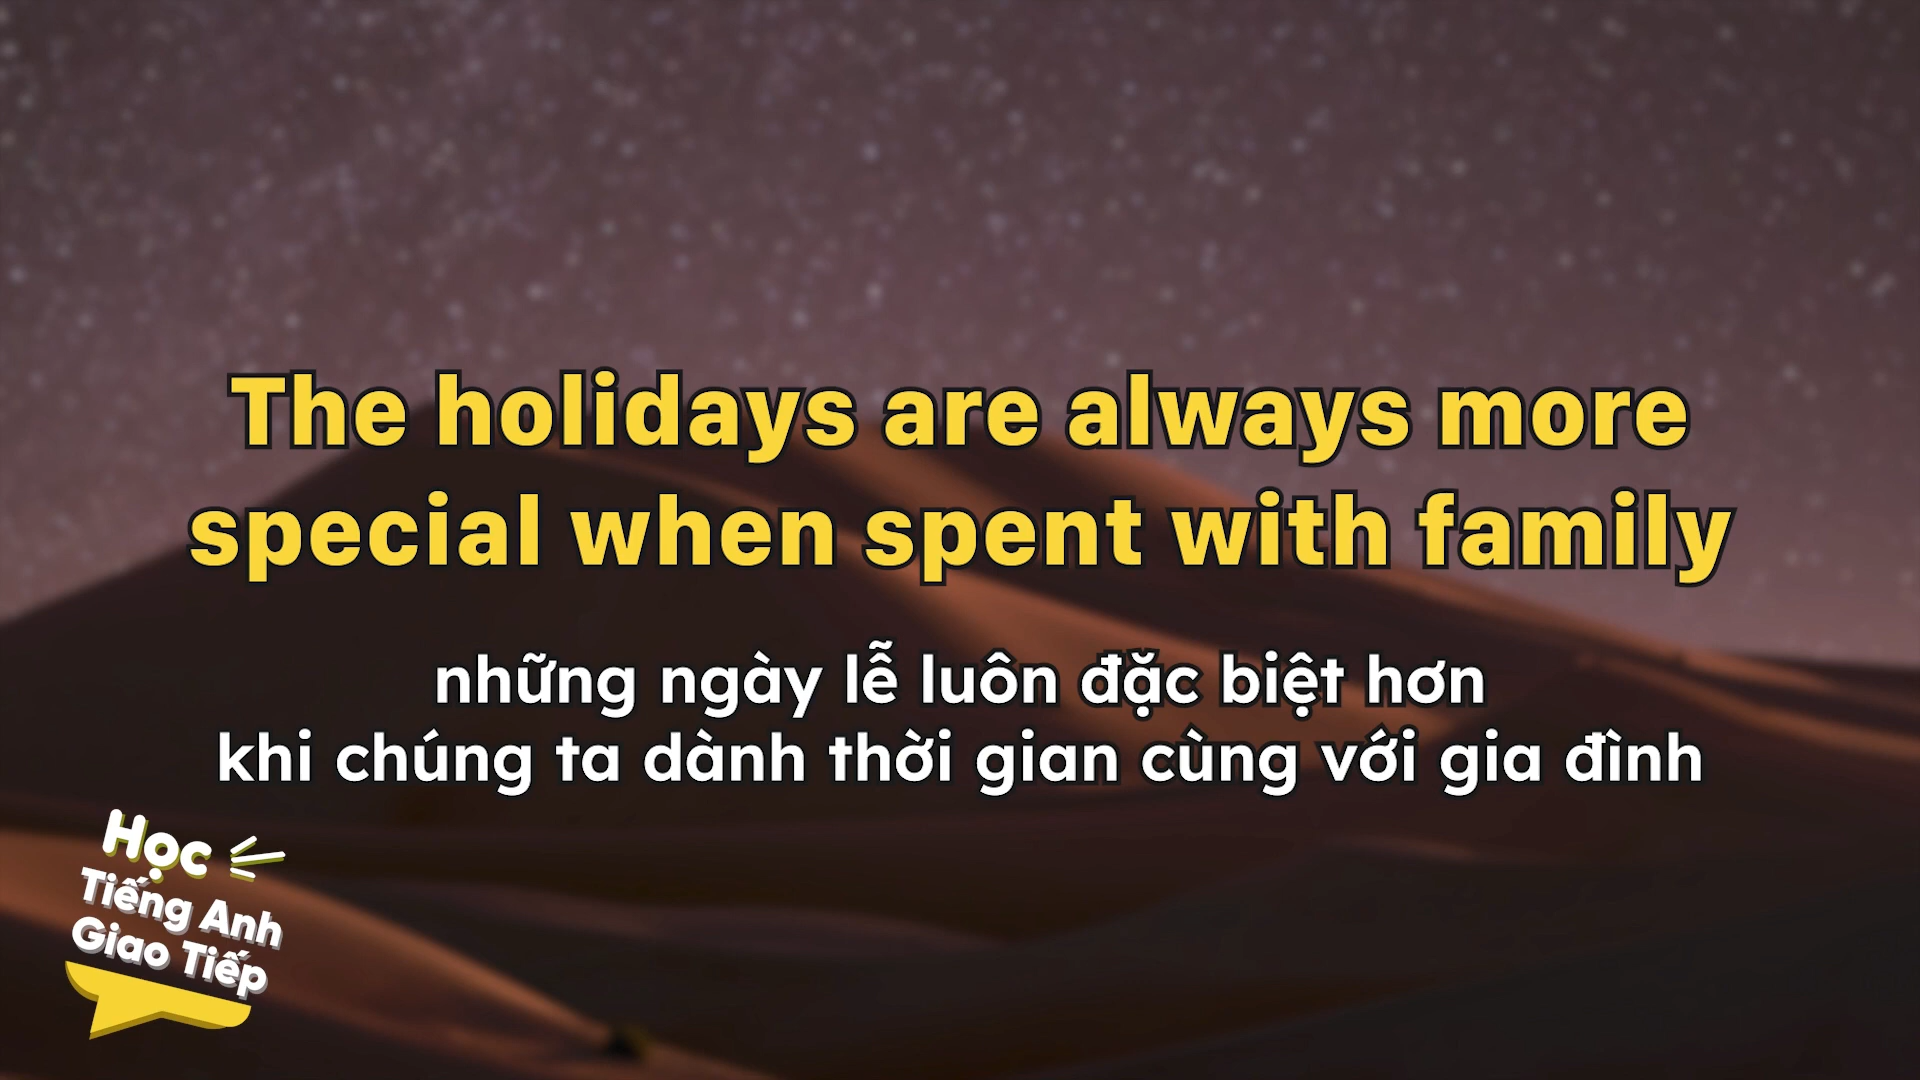 The holidays are always more
special when spent with family
những ngày lễ luôn đặc biệt hơn
khi chúng ta dành thời gian cùng với gia đình
Học
Tiếng Anh
Giao Tiếp